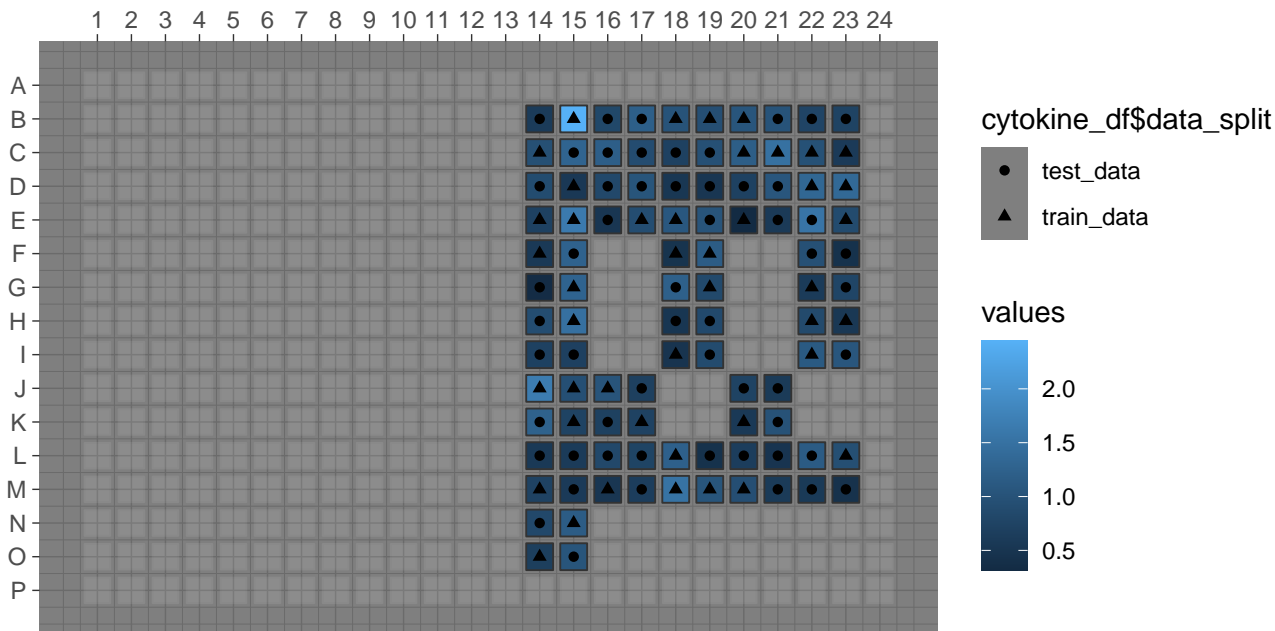 1 2 3 4 5 6 7 8 9 10 11 12 13 14 15 16 17 18 19 20 21 22 23 24
A
B
C
D
E
F
G
H
I
J
K
L
M
N
O
P
cytokine_df$data_split
test_data
train_data
values
2.0
1.5
1.0
0.5